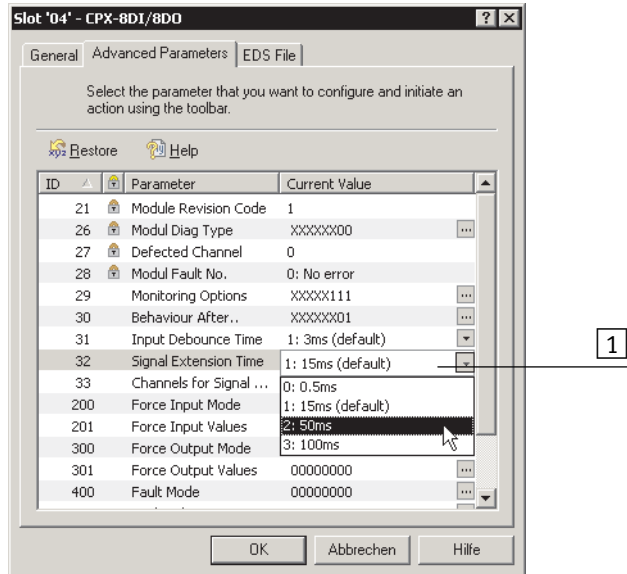 Slot '04' - CPX-8DI/8DO
General Advanced Parameters EDS File
Select the parameter that you want to configure and initiate an
action using the toolbar.
Restore Help
ID Parameter Current Value
21 Module Revision Code 1
26 Modul Diag Type XXXXXX00 ...
27 Defected Channel 0
28 Modul Fault No. 0: No error
29 Monitoring Options XXXXX111 ...
30 Behaviour After.. XXXXXX01 ...
31 Input Debounce Time 1: 3ms (default)
32 Signal Extension Time 1: 15ms (default)
1
33 Channels for Signal ... 0: 0.5ms
200 Force Input Mode 1: 15ms (default)
201 Force Input Values 2: 50ms
300 Force Output Mode 3: 100ms
301 Force Output Values 00000000 ...
400 Fault Mode 00000000 ...
OK Abbrechen Hilfe